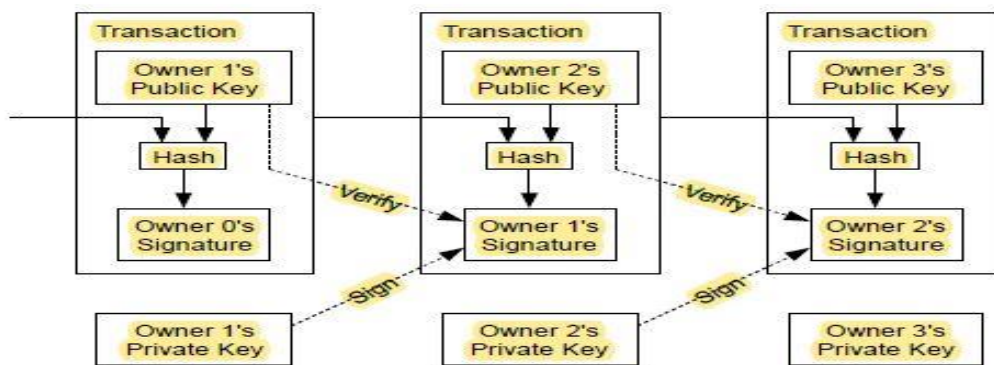 Transaction
Owner 1's
Public Key
Hash
Owner 0's
Signature
Transaction
Owner 2's
Public Key
Hash
Verify
Owner 1's
Signature
Sign
Transaction
Owner 3's
Public Key
Hash
Verify
Owner 2's
Signature
Sign
Owner 1's
Private Key
Owner 2's
Private Key
Owner 3's
Private Key